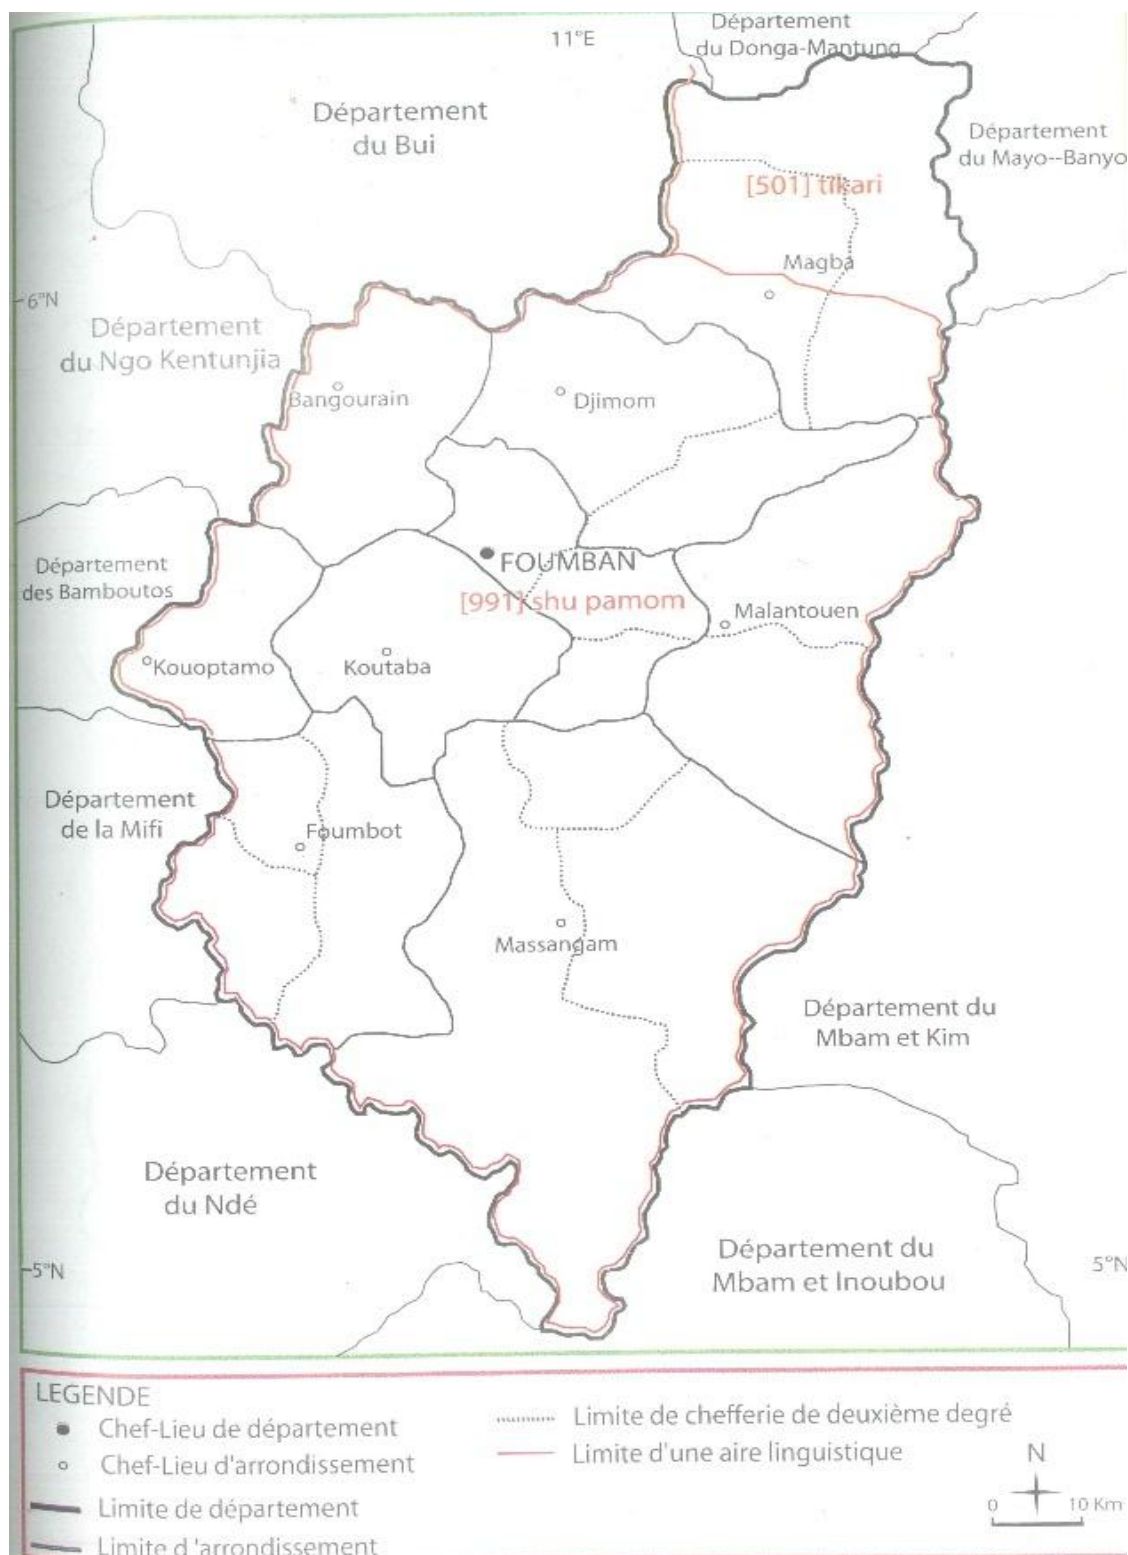 Département
du Donga-Mantung
11°E
Département
du Bui
Département
du Mayo--Banyo
[501] tikari
Magba
6°N
Département
du Ngo Kentunjia
Bangourain
Djimom
Département
des Bamboutos
FOUMBAN
[991] shu pamom
Malantouen
Kouoptamo
Koutaba
Département
de la Mifi
Foumbot
Massangam
Département du
Mbam et Kim
Département
du Ndé
Département du
Mbam et Inoubou
5°N
5°N
LEGENDE
Chef-Lieu de département
Chef-Lieu d'arrondissement
Limite de département
Limite d 'arrondissement
Limite de chefferie de deuxième degré
Limite d'une aire linguistique
N
0 10 Km